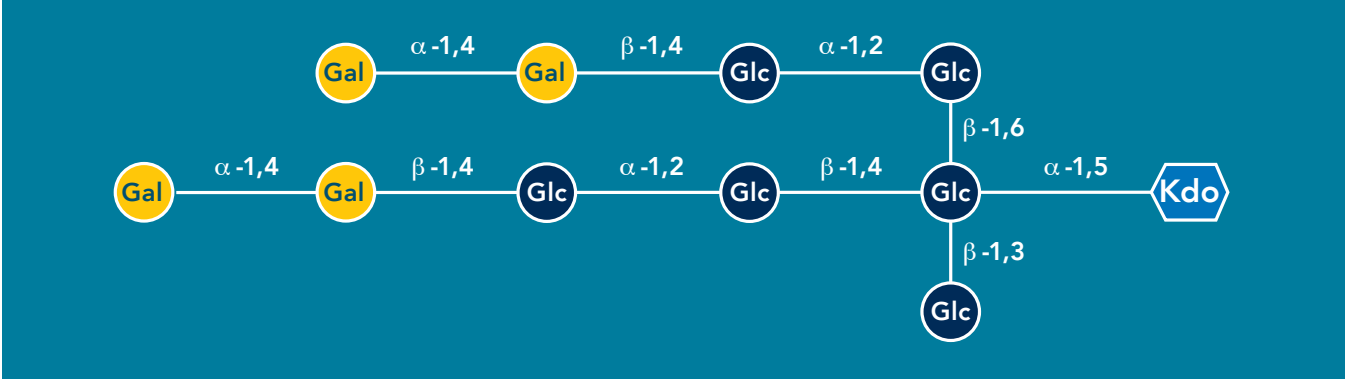 α-1,4 β-1,4 α-1,2
Gal Gal Glc Glc
β-1,6
α-1,4 β-1,4 α-1,2 β-1,4 α-1,5
Gal Gal Glc Glc Glc Kdo
β-1,3
Glc